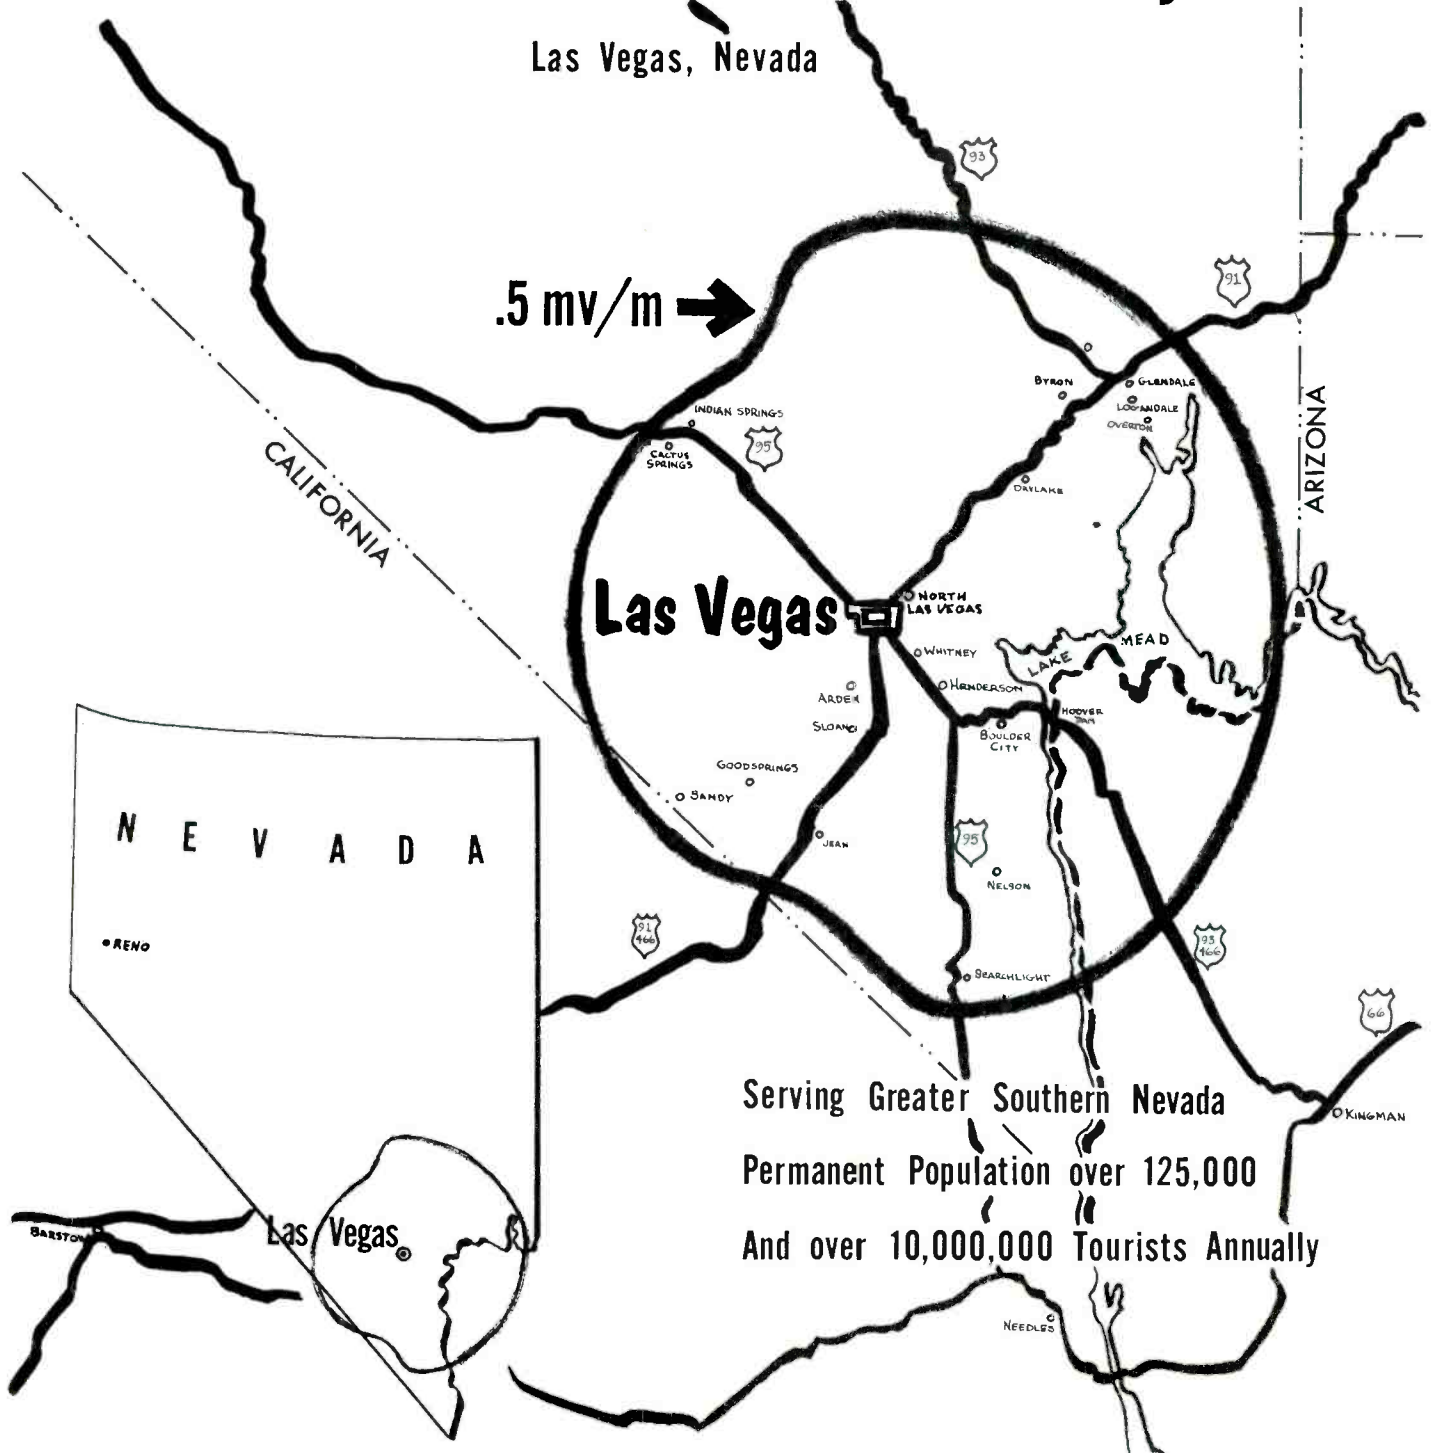 Las Vegas, Nevada
93
91
.5 mv/m
BYRON
GLENDALE
LOGANDALE
OVERTON
INDIAN SPRINGS
95
CACTUS
SPRINGS
DRYLAKE
CALIFORNIA
ARIZONA
Las Vegas
NORTH
LAS VEGAS
WHITNEY
LAKE MEAD
HENDERSON
ARDEN
SLOAN
HOOVER
DAM
BOULDER
CITY
GOODSPRINGS
SANDY
JEAN
95
NELSON
NEVADA
RENO
91
466
93
466
SEARCHLIGHT
66
KINGMAN
Serving Greater Southern Nevada
Permanent Population over 125,000
And over 10,000,000 Tourists Annually
BARSTOW
Las Vegas
NEEDLES